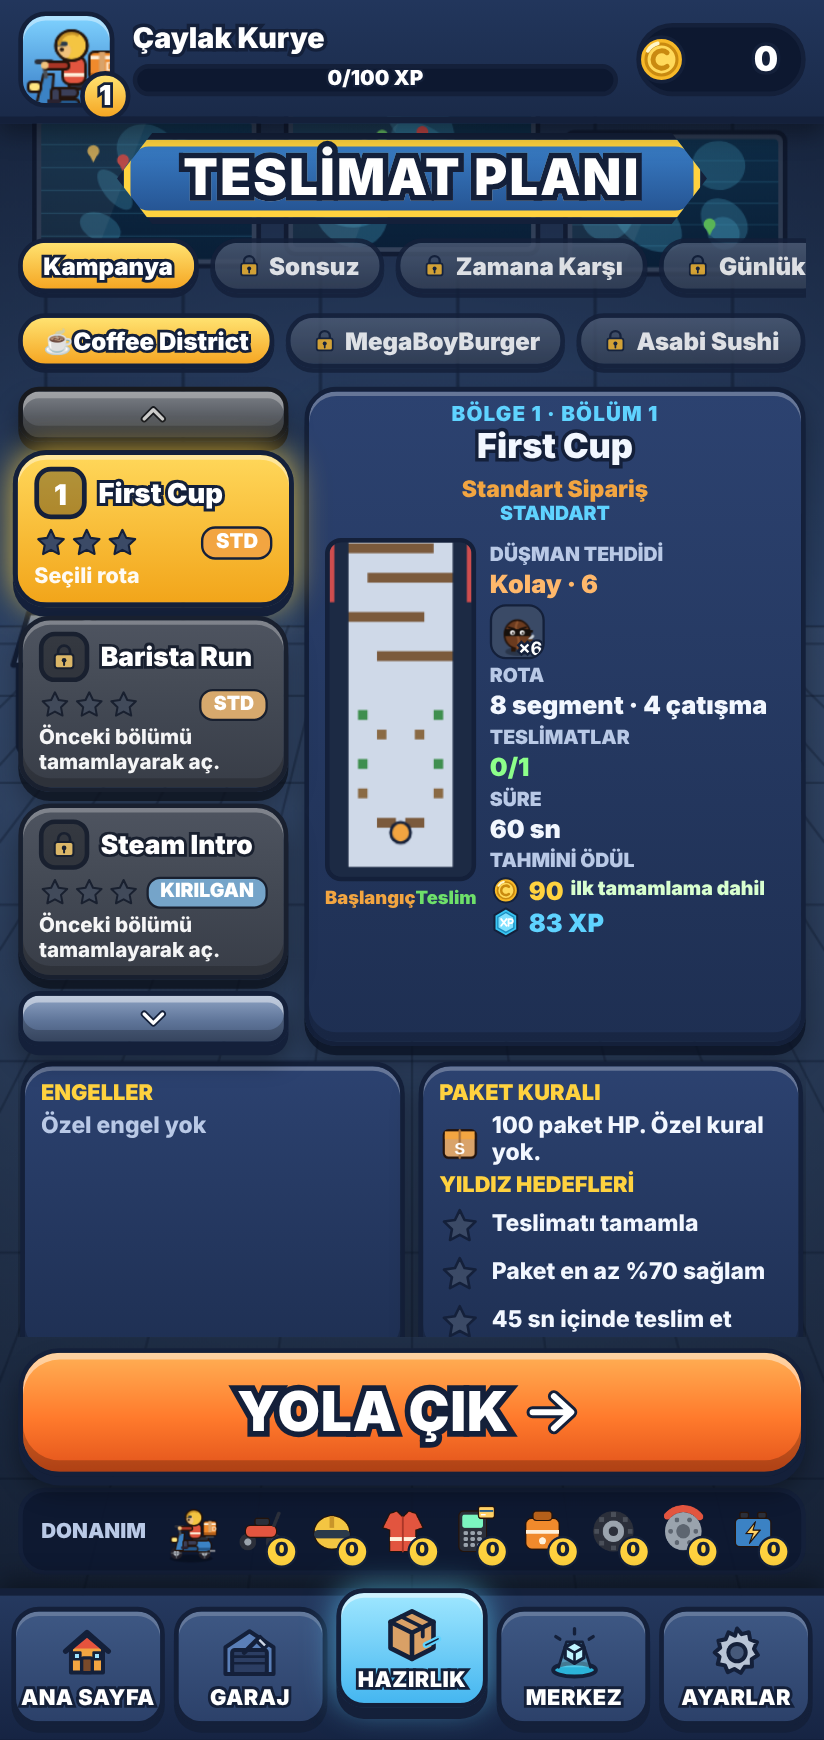 Çaylak Kurye
0/100 XP
1
0
TESLİMAT PLANI
Kampanya
Sonsuz
Zamana Karşı
Günlük
Coffee District
MegaBoyBurger
Asabi Sushi
1
First Cup
STD
Seçili rota
Barista Run
STD
Önceki bölümü
tamamlayarak aç.
Steam Intro
KIRILGAN
Önceki bölümü
tamamlayarak aç.
BÖLGE 1 · BÖLÜM 1
First Cup
Standart Sipariş
STANDART
DÜŞMAN TEHDİDİ
Kolay · 6
×6
ROTA
8 segment · 4 çatışma
TESLİMATLAR
0/1
SÜRE
60 sn
TAHMİNİ ÖDÜL
90 ilk tamamlama dahil
XP 83 XP
Başlangıç Teslim
ENGELLER
Özel engel yok
PAKET KURALI
S
100 paket HP. Özel kural
yok.
YILDIZ HEDEFLERİ
Teslimatı tamamla
Paket en az %70 sağlam
45 sn içinde teslim et
YOLA ÇIK →
DONANIM
0 0 0 0 0 0 0 0
ANA SAYFA
GARAJ
HAZIRLIK
MERKEZ
AYARLAR